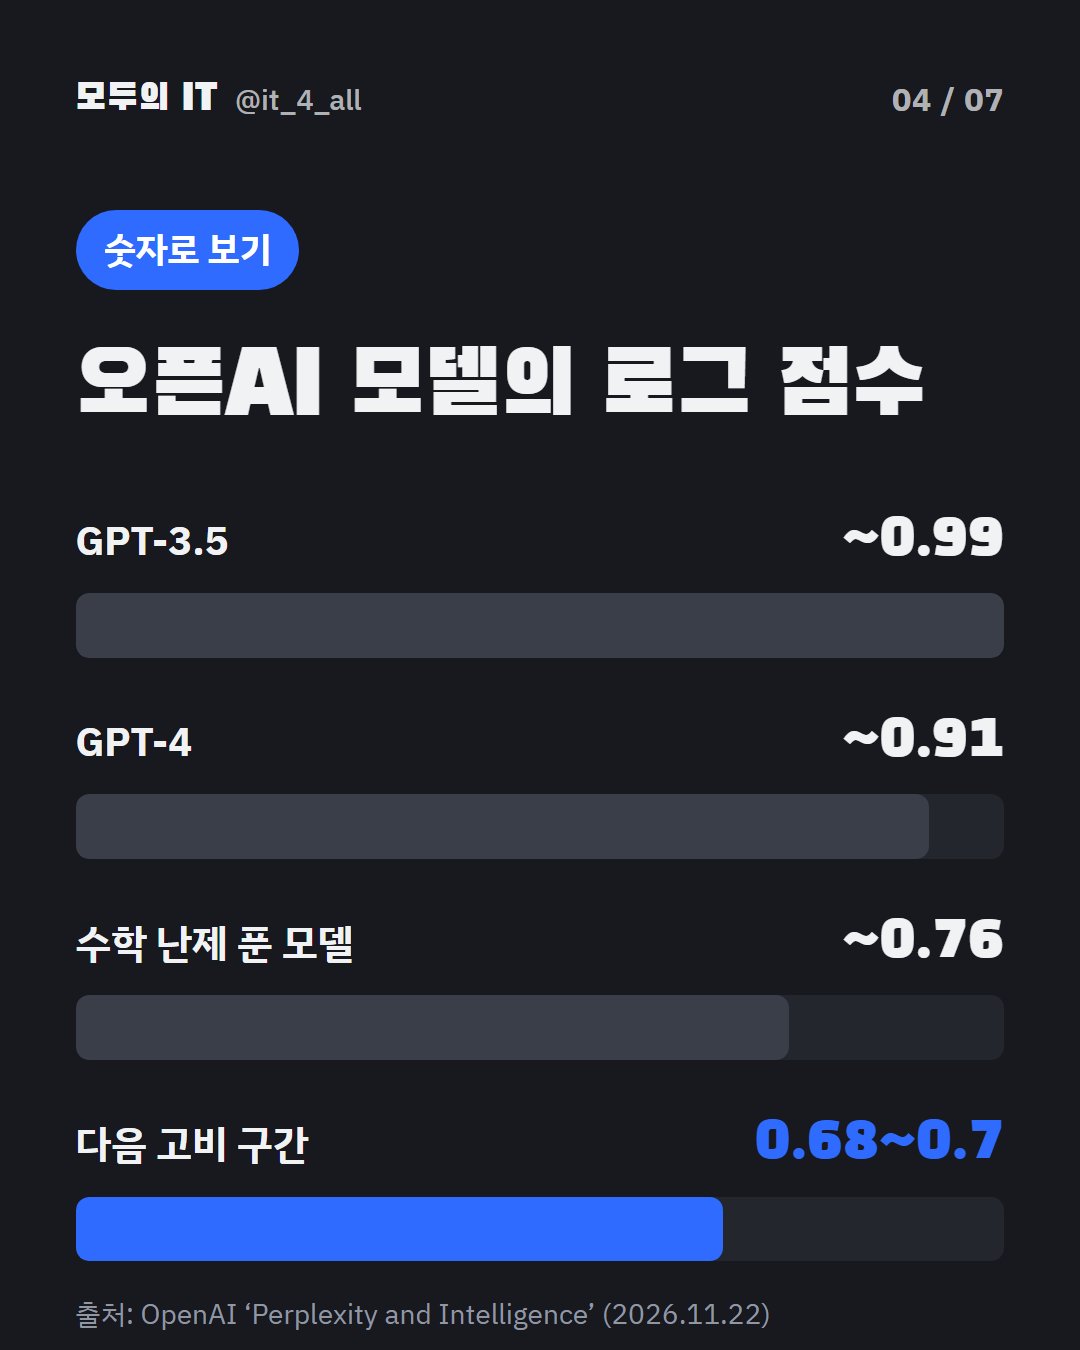 모두의 IT @it_4_all 04 / 07
숫자로 보기
오픈AI 모델의 로그 점수
GPT-3.5 ~0.99
GPT-4 ~0.91
수학 난제 푼 모델 ~0.76
다음 고비 구간 0.68~0.7
출처: OpenAI ‘Perplexity and Intelligence’ (2026.11.22)